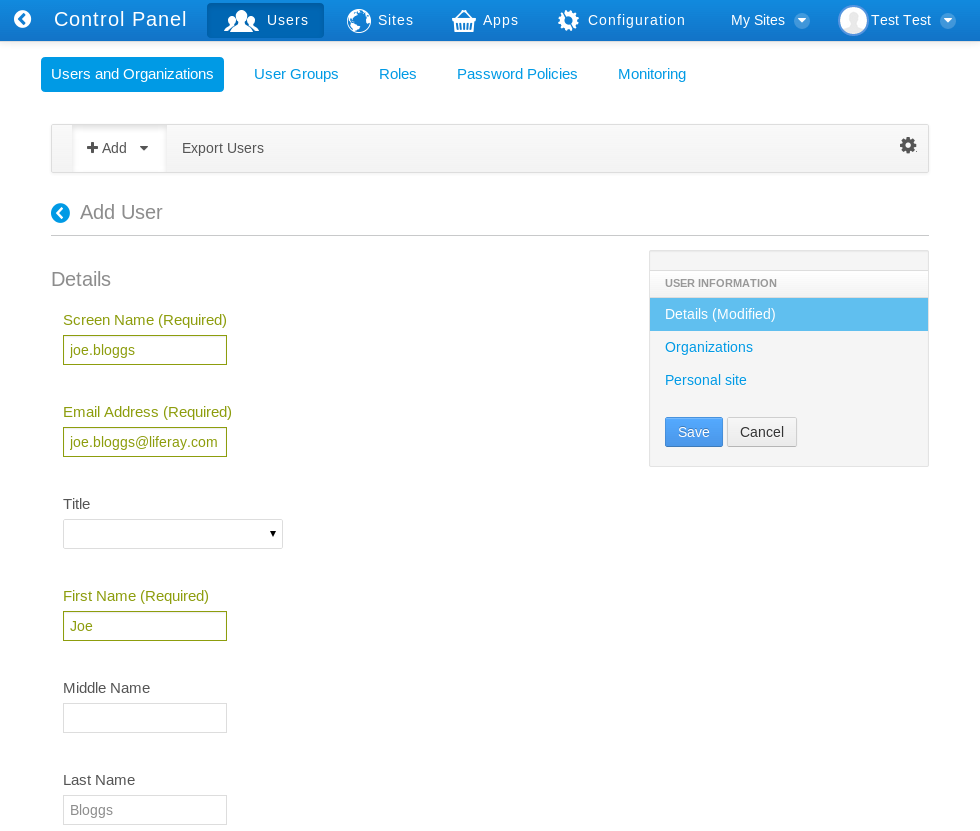 Control Panel Users Sites Apps Configuration My Sites Test Test
Users and Organizations User Groups Roles Password Policies Monitoring
Add Export Users
Add User
Details
Screen Name (Required)
joe.bloggs
Email Address (Required)
joe.bloggs@liferay.com
Title
First Name (Required)
Joe
Middle Name
Last Name
Bloggs
USER INFORMATION
Details (Modified)
Organizations
Personal site
Save Cancel